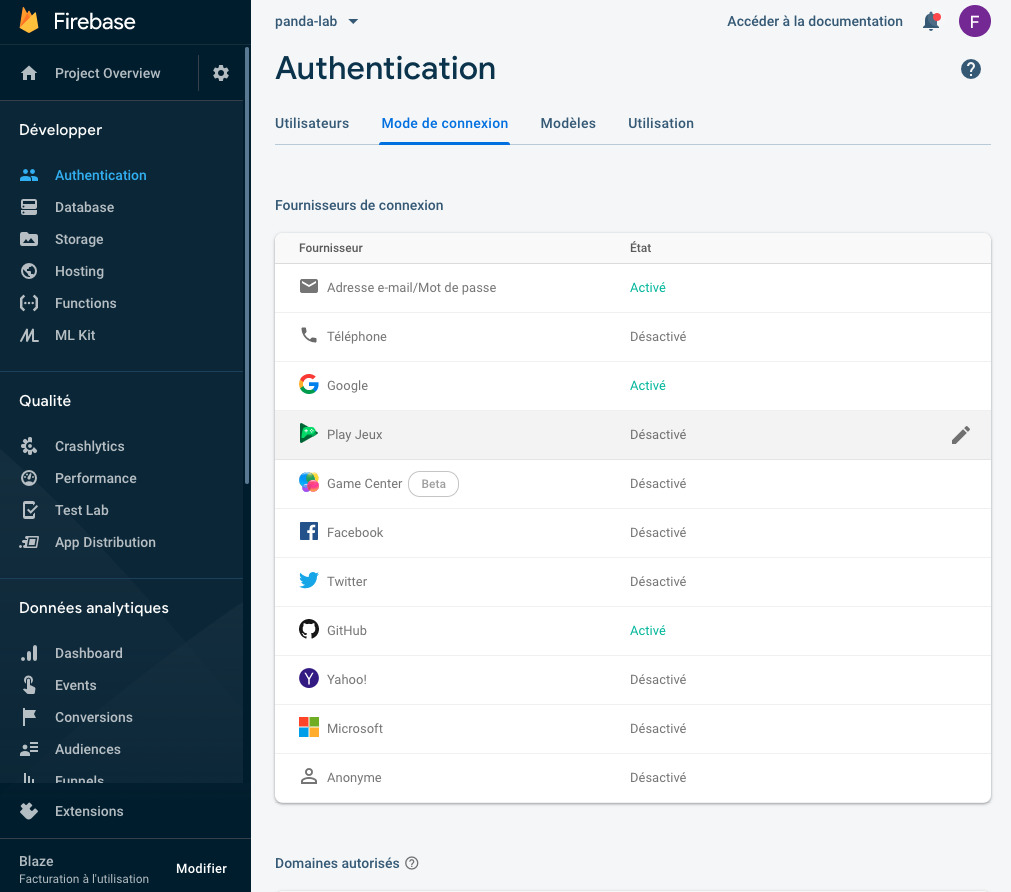 Firebase
Project Overview
Développer
Authentication
Database
Storage
Hosting
Functions
ML Kit
Qualité
Crashlytics
Performance
Test Lab
App Distribution
Données analytiques
Dashboard
Events
Conversions
Audiences
Funnels
Extensions
Blaze
Facturation à l'utilisation
Modifier
panda-lab
Accéder à la documentation
F
Authentication
?
Utilisateurs Mode de connexion Modèles Utilisation
Fournisseurs de connexion
Fournisseur État
Adresse e-mail/Mot de passe Activé
Téléphone Désactivé
Google Activé
Play Jeux Désactivé
Game Center Beta Désactivé
Facebook Désactivé
Twitter Désactivé
GitHub Activé
Yahoo! Désactivé
Microsoft Désactivé
Anonyme Désactivé
Domaines autorisés ?